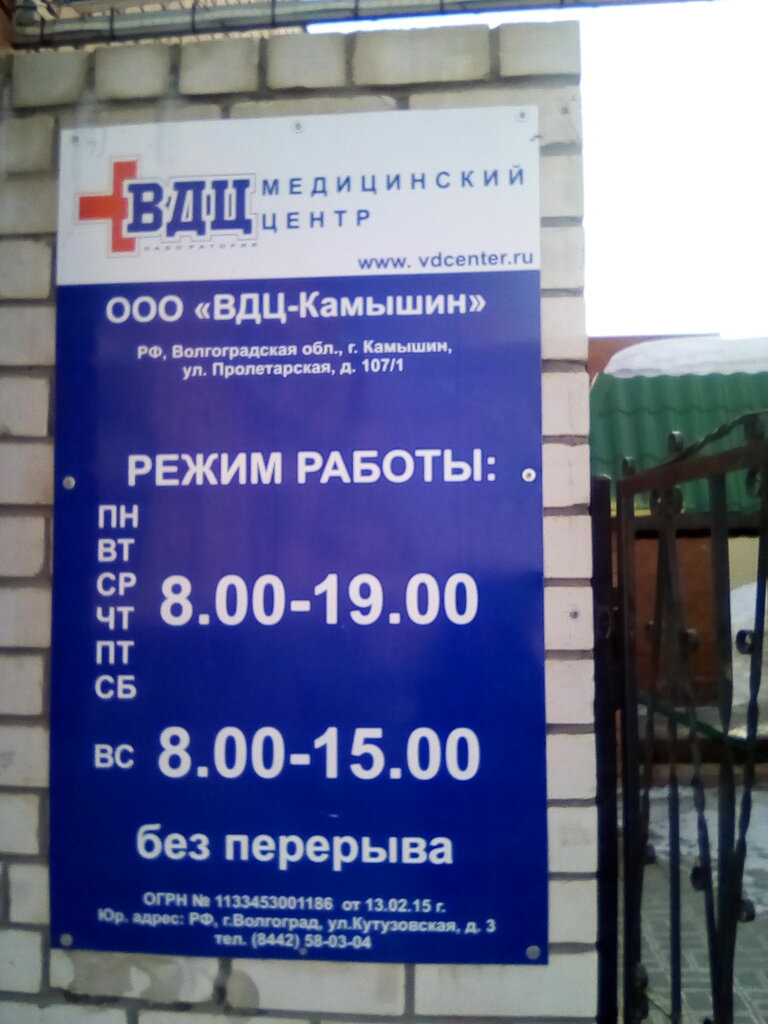 ВДЦ МЕДИЦИНСКИЙ
ЦЕНТР
www. vdcenter.ru
ООО «ВДЦ-Камышин»
РФ, Волгоградская обл., г. Камышин,
ул. Пролетарская, д. 107/1
РЕЖИМ РАБОТЫ:
ПН
ВТ
СР
8.00-19.00
ЧТ
ПТ
СБ
ВС 8.00-15.00
без перерыва
ОГРН № 1133453001186 от 13.02.15 г.
Юр. адрес: РФ, г.Волгоград, ул.Кутузовская, д. 3
тел. (8442) 58-03-04